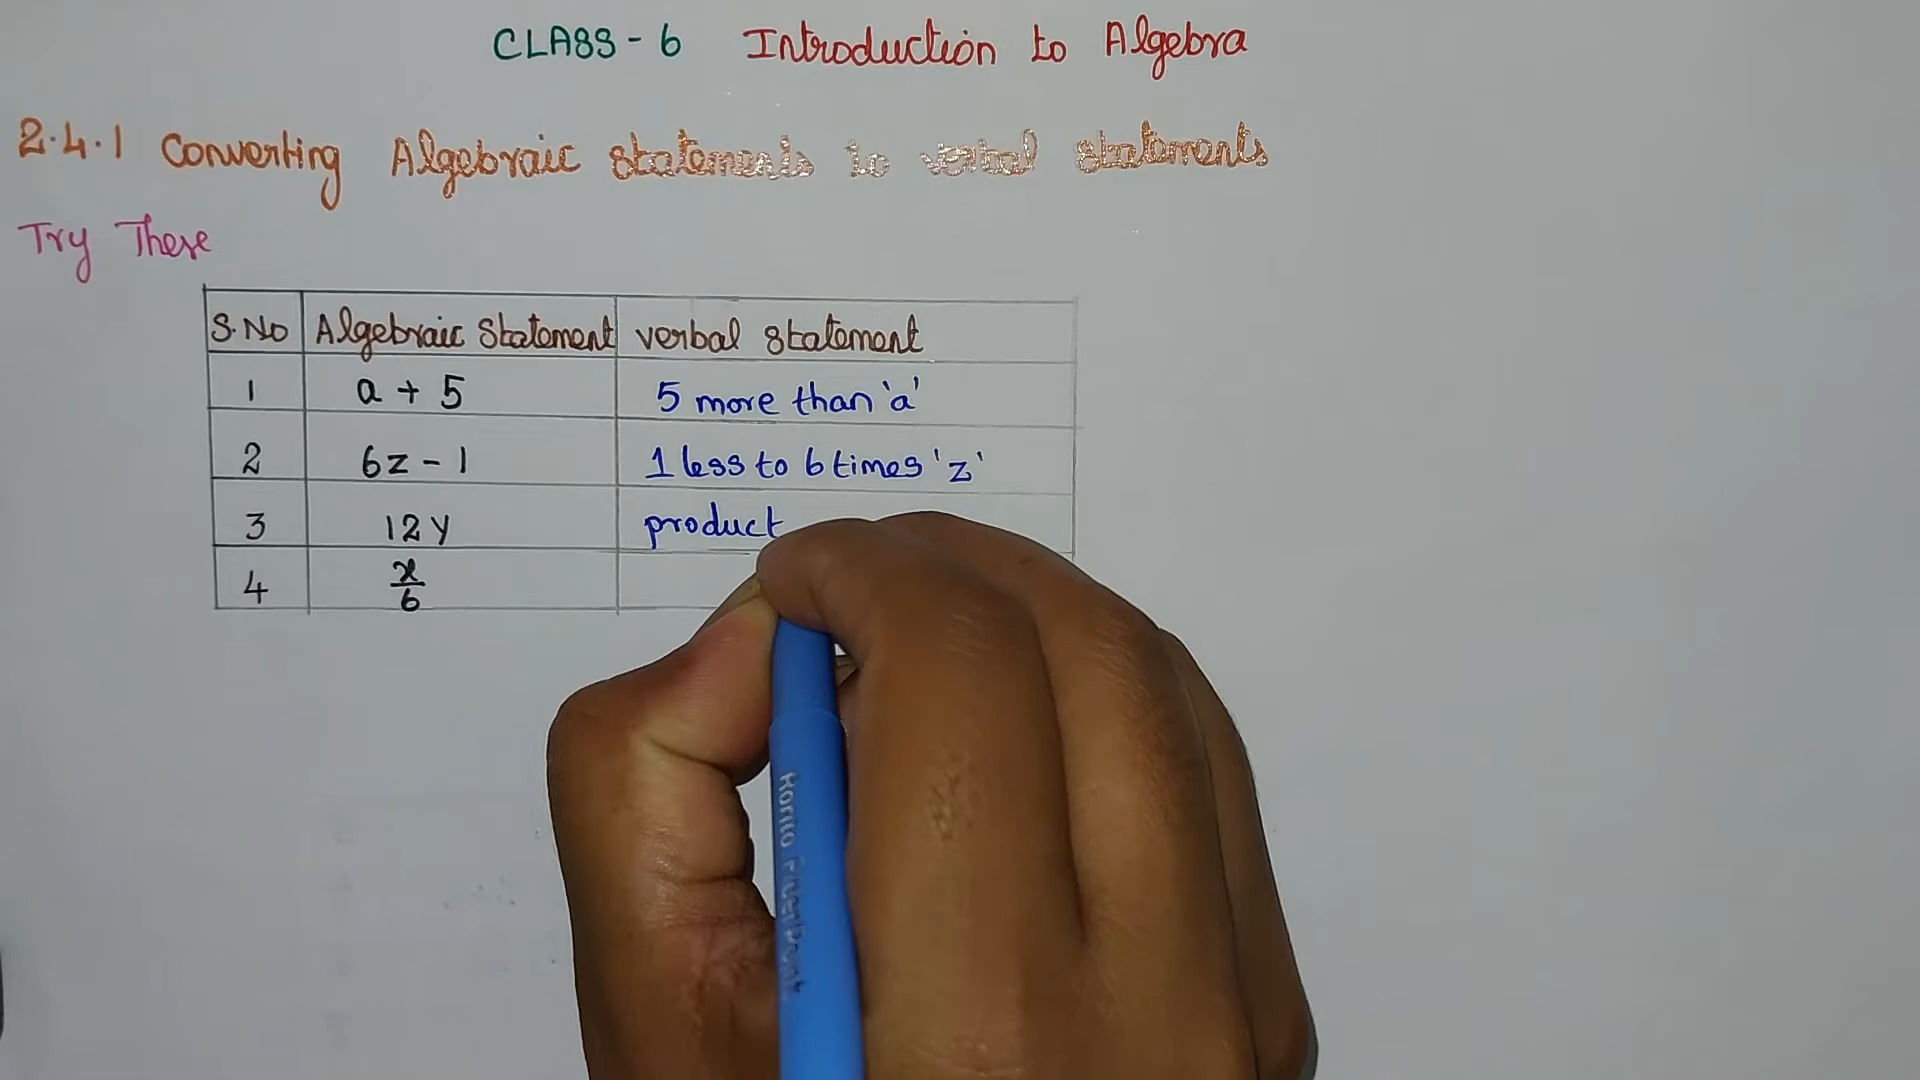 CLASS - 6 Introduction to Algebra
2.4.1 Converting Algebraic statements to verbal statements
Try These
S.No Algebraic Statement verbal statement
1 a + 5 5 more than 'a'
2 6z - 1 1 less to 6 times 'z'
3 12y product
4 x/6